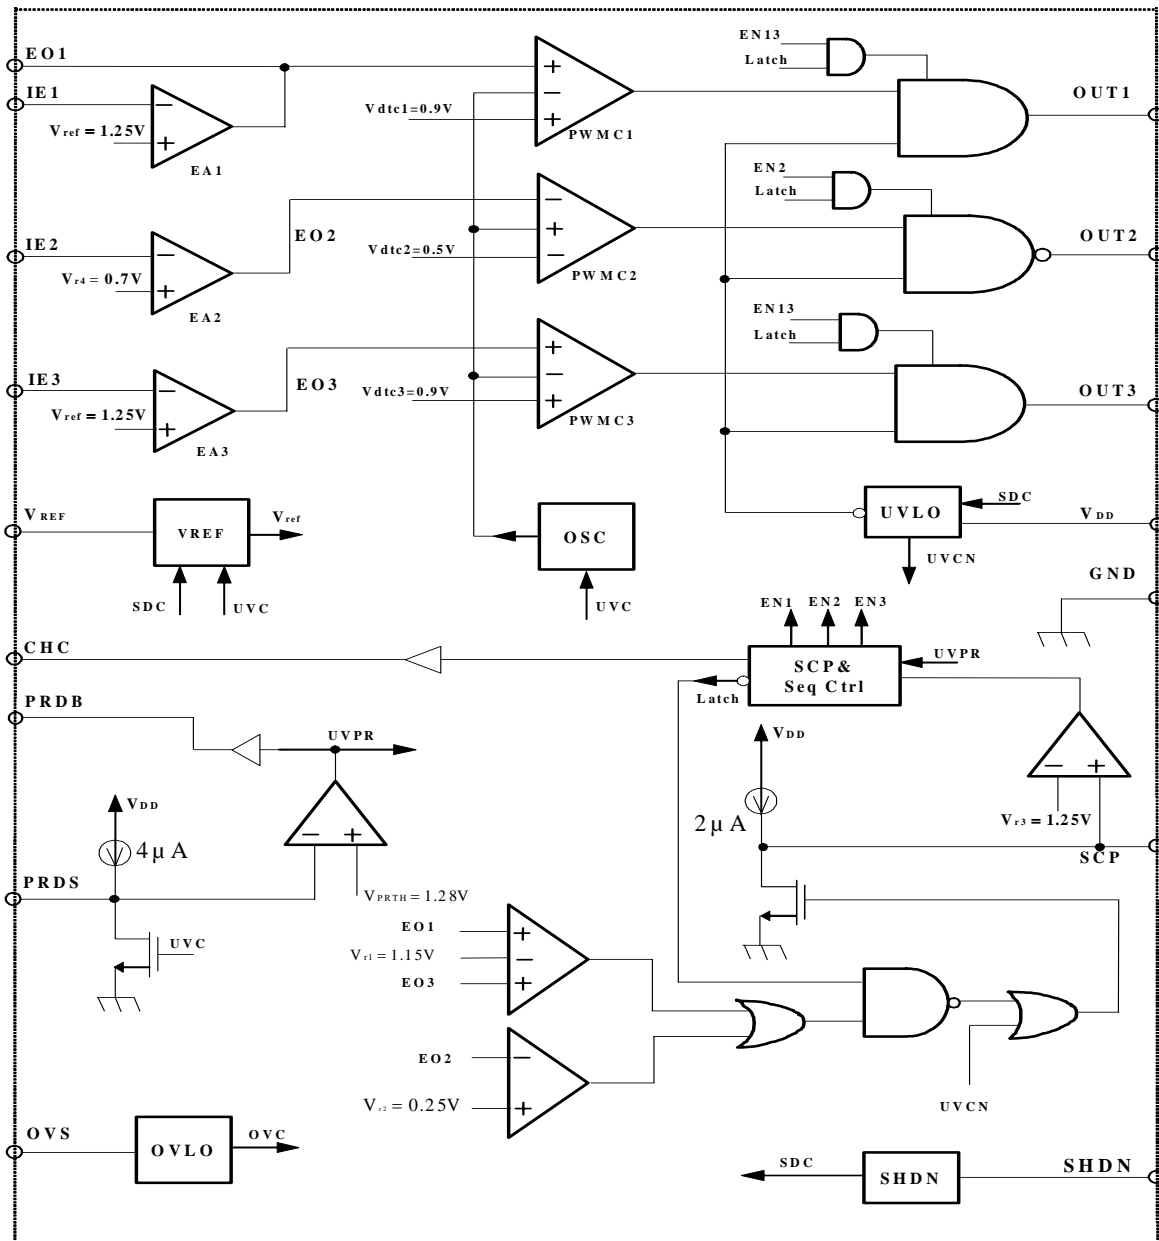 EO1
IE1
Vref = 1.25V
−
+
EA1
Vdtc1=0.9V
+
−
+
PWMC1
EN13
Latch
OUT1
IE2
Vr4 = 0.7V
−
+
EA2
EO2
Vdtc2=0.5V
−
+
−
PWMC2
EN2
Latch
OUT2
IE3
Vref = 1.25V
−
+
EA3
EO3
Vdtc3=0.9V
+
−
+
PWMC3
EN13
Latch
OUT3
VREF
VREF
Vref
SDC
UVC
OSC
UVC
UVLO
SDC
VDD
UVCN
GND
CHC
EN1
EN2
EN3
SCP&
Seq Ctrl
UVPR
Latch
PRDB
UVPR
VDD
4µA
−
+
PRDS
VPRTH = 1.28V
UVC
VDD
2µA
−
+
Vr3 = 1.25V
SCP
EO1
Vr1 = 1.15V
EO3
+
−
+
EO2
Vr2 = 0.25V
−
+
UVCN
OVS
OVLO
OVC
SDC
SHDN
SHDN